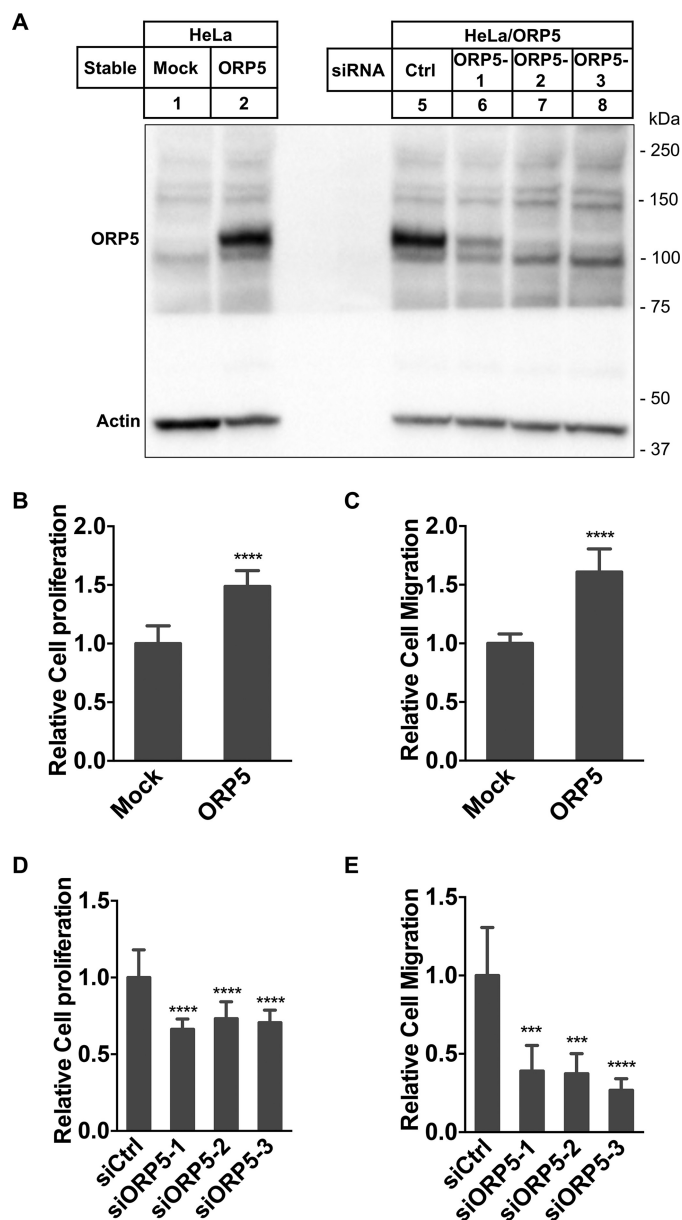 A
HeLa
HeLa/ORP5
Stable Mock ORP5
siRNA Ctrl ORP5-1 ORP5-2 ORP5-3
1 2 5 6 7 8
kDa
- 250
- 150
ORP5
- 100
- 75
- 50
Actin
- 37
B
Relative Cell proliferation
2.0
1.5
1.0
0.5
0.0
****
Mock
ORP5
C
Relative Cell Migration
2.0
1.5
1.0
0.5
0.0
****
Mock
ORP5
D
Relative Cell proliferation
1.5
1.0
0.5
0.0
**** **** ****
siCtrl
siORP5-1
siORP5-2
siORP5-3
E
Relative Cell Migration
1.5
1.0
0.5
0.0
*** *** ****
siCtrl
siORP5-1
siORP5-2
siORP5-3